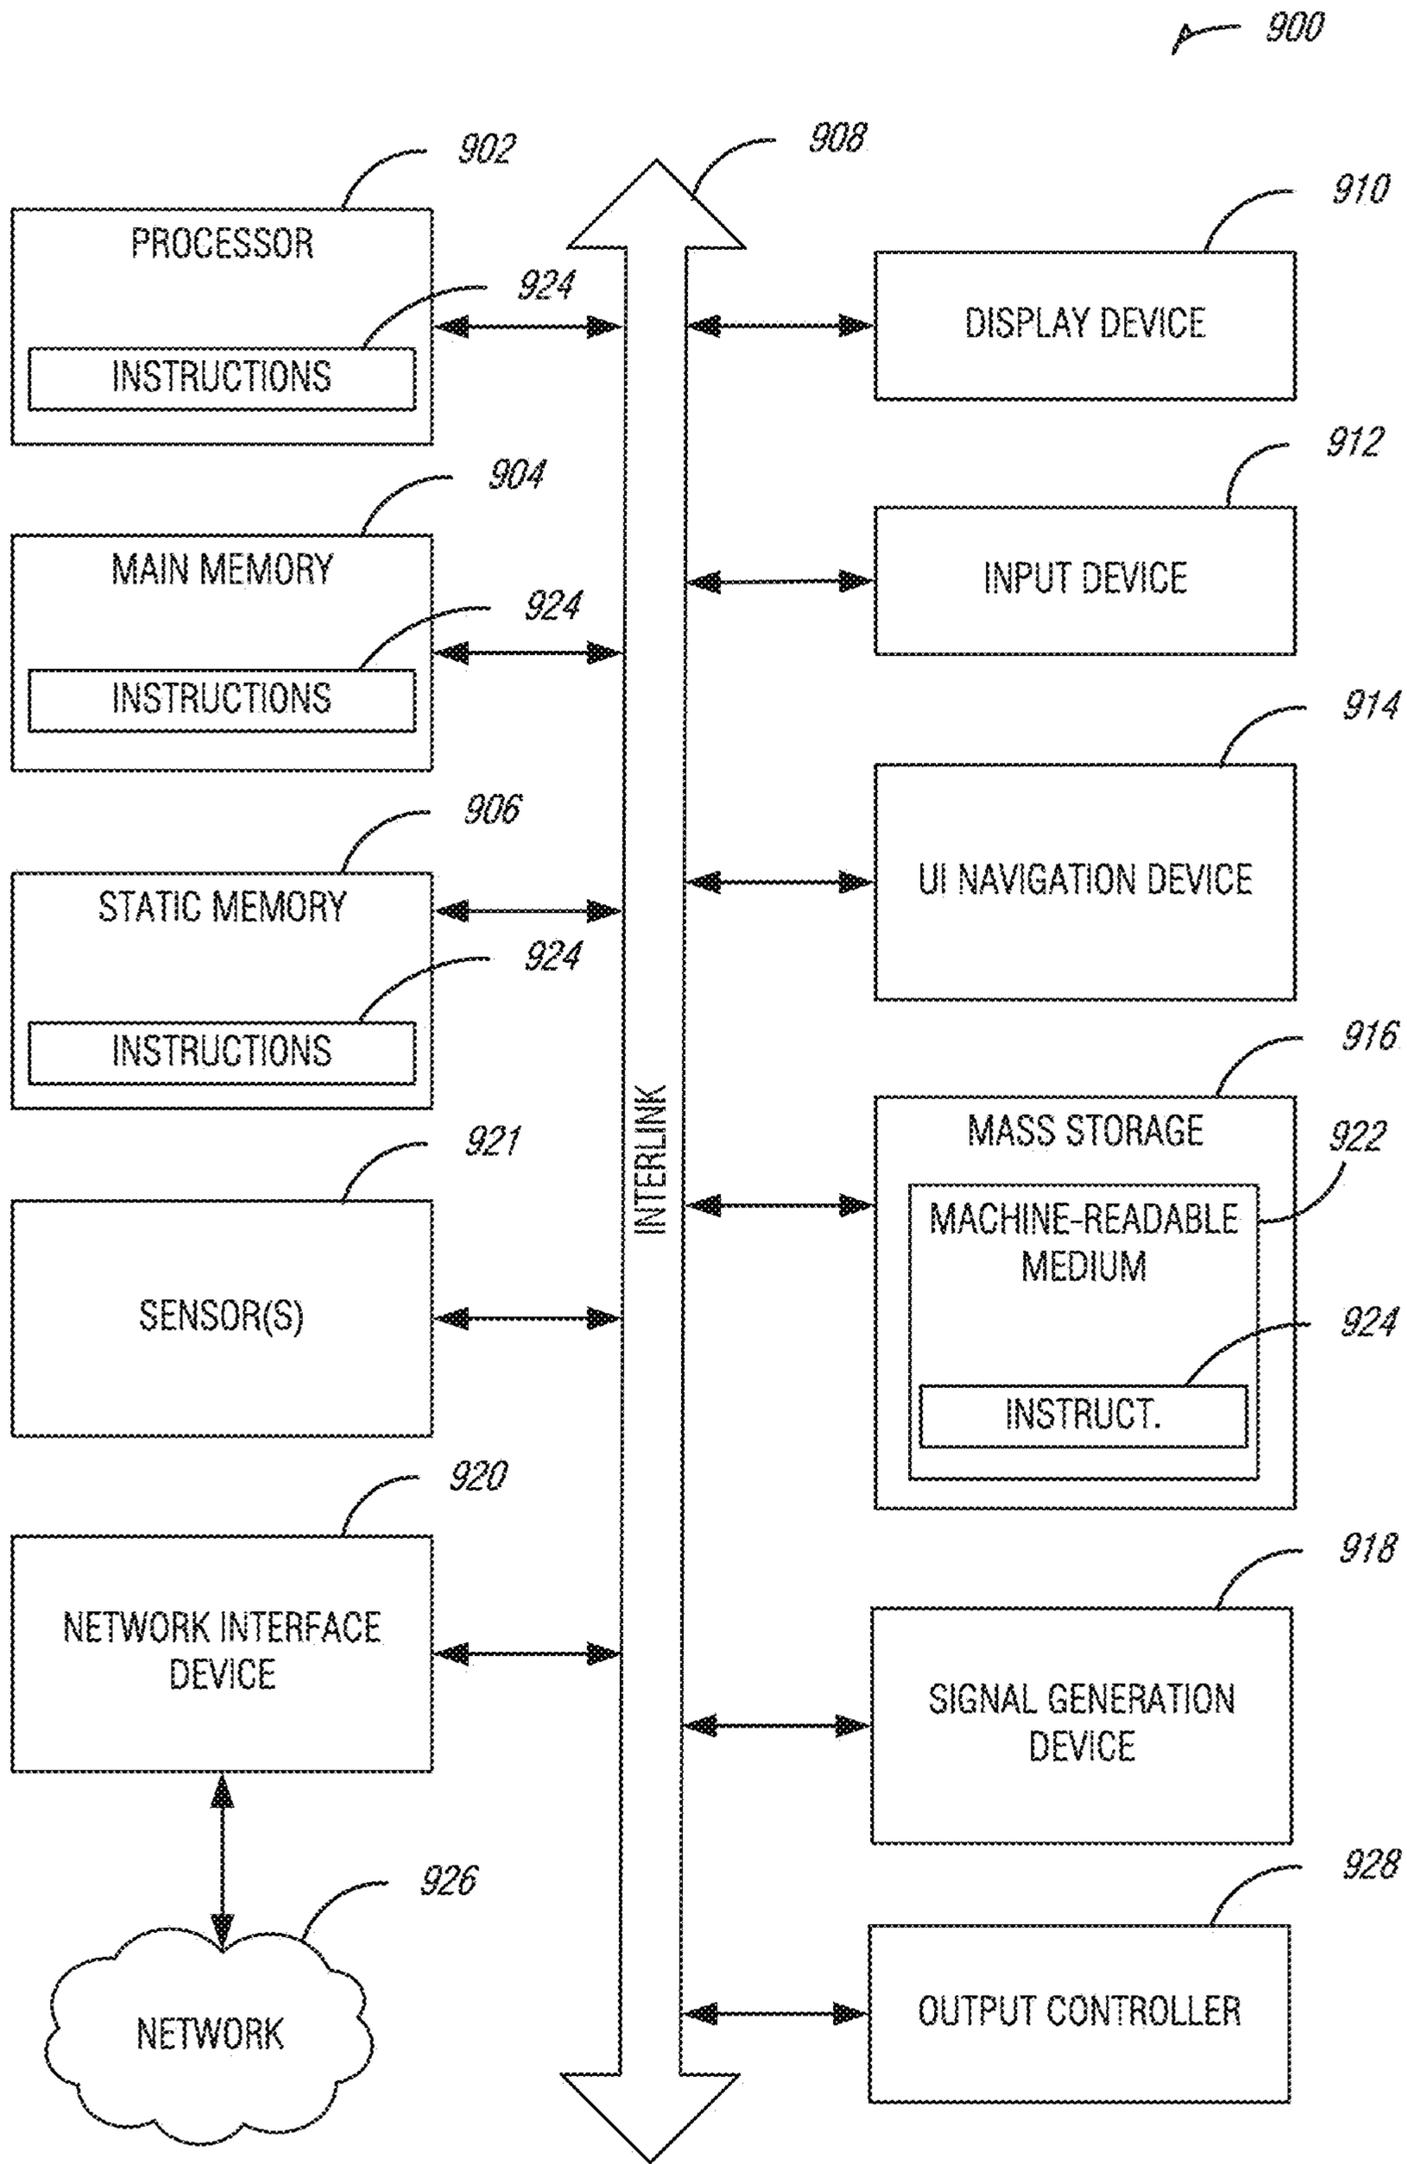 900
902
PROCESSOR
924
INSTRUCTIONS
904
MAIN MEMORY
924
INSTRUCTIONS
906
STATIC MEMORY
924
INSTRUCTIONS
921
SENSOR(S)
920
NETWORK INTERFACE
DEVICE
926
NETWORK
908
INTERLINK
910
DISPLAY DEVICE
912
INPUT DEVICE
914
UI NAVIGATION DEVICE
916
MASS STORAGE
922
MACHINE-READABLE
MEDIUM
924
INSTRUCT.
918
SIGNAL GENERATION
DEVICE
928
OUTPUT CONTROLLER